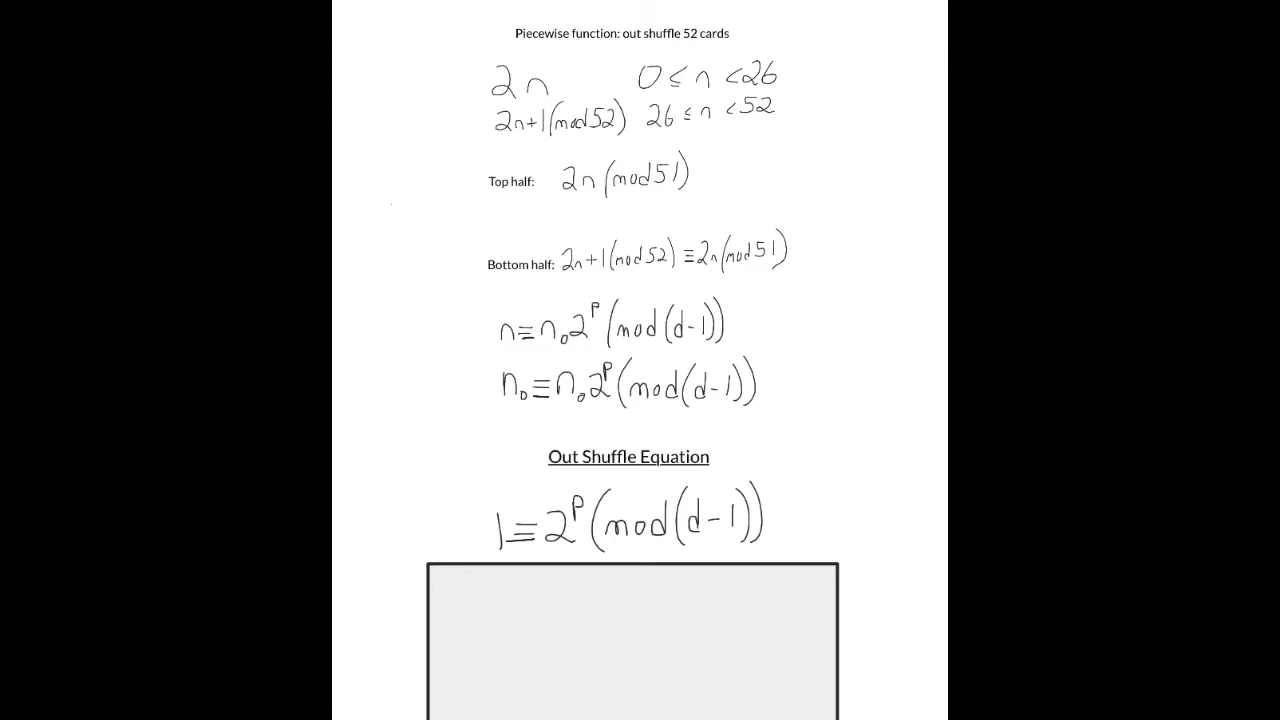 Piecewise function: out shuffle 52 cards
2n 0 ≤ n < 26
2n+1(mod 52) 26 ≤ n < 52
Top half: 2n (mod 51)
Bottom half: 2n+1(mod 52) ≡ 2n(mod 51)
n ≡ n₀2ᵖ (mod (d-1))
n₀ ≡ n₀2ᵖ (mod (d-1))
Out Shuffle Equation
1 ≡ 2ᵖ (mod (d-1))